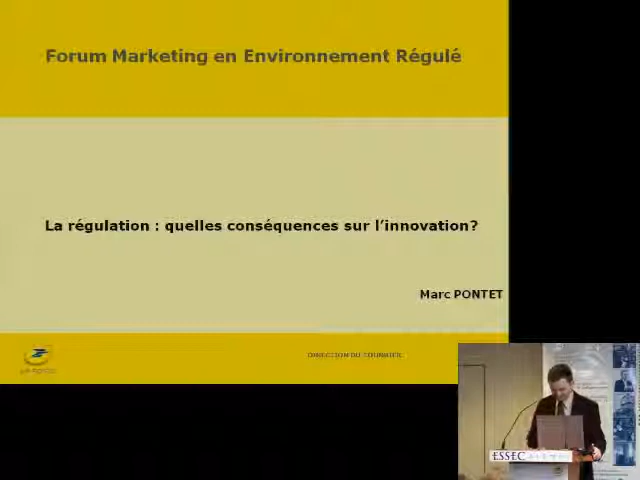 Forum Marketing en Environnement Régulé
La régulation : quelles conséquences sur l'innovation?
Marc PONTET
DIRECTION DU COURRIER
ESSEC